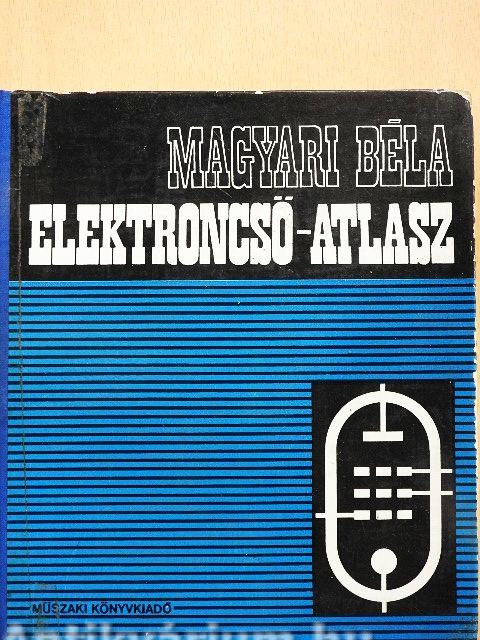 MAGYARI BÉLA
ELEKTRONCSŐ-ATLASZ
MŰSZAKI KÖNYVKIADÓ